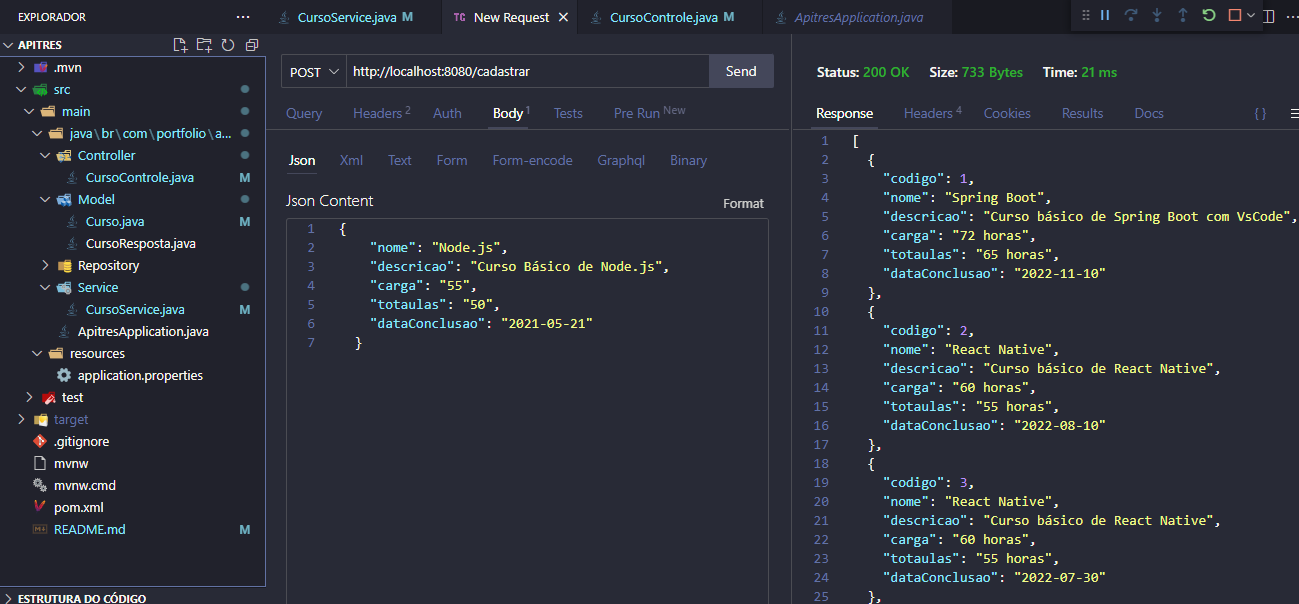 EXPLORADOR ···
APITRES
.mvn
src
main
java\br\com\portfolio\a...
Controller
CursoControle.java M
Model
Curso.java M
CursoResposta.java
Repository
Service
CursoService.java M
ApitresApplication.java
resources
application.properties
test
target
.gitignore
mvnw
mvnw.cmd
pom.xml
README.md M
ESTRUTURA DO CÓDIGO
CursoService.java M
TC New Request
CursoControle.java M
ApitresApplication.java
POST http://localhost:8080/cadastrar Send
Query Headers 2 Auth Body 1 Tests Pre Run New
Json Xml Text Form Form-encode Graphql Binary
Json Content Format
1 {
2 "nome": "Node.js",
3 "descricao": "Curso Básico de Node.js",
4 "carga": "55",
5 "totaulas": "50",
6 "dataConclusao": "2021-05-21"
7 }
Status: 200 OK Size: 733 Bytes Time: 21 ms
Response Headers 4 Cookies Results Docs { }
1 [
2 {
3 "codigo": 1,
4 "nome": "Spring Boot",
5 "descricao": "Curso básico de Spring Boot com VsCode",
6 "carga": "72 horas",
7 "totaulas": "65 horas",
8 "dataConclusao": "2022-11-10"
9 },
10 {
11 "codigo": 2,
12 "nome": "React Native",
13 "descricao": "Curso básico de React Native",
14 "carga": "60 horas",
15 "totaulas": "55 horas",
16 "dataConclusao": "2022-08-10"
17 },
18 {
19 "codigo": 3,
20 "nome": "React Native",
21 "descricao": "Curso básico de React Native",
22 "carga": "60 horas",
23 "totaulas": "55 horas",
24 "dataConclusao": "2022-07-30"
25 },